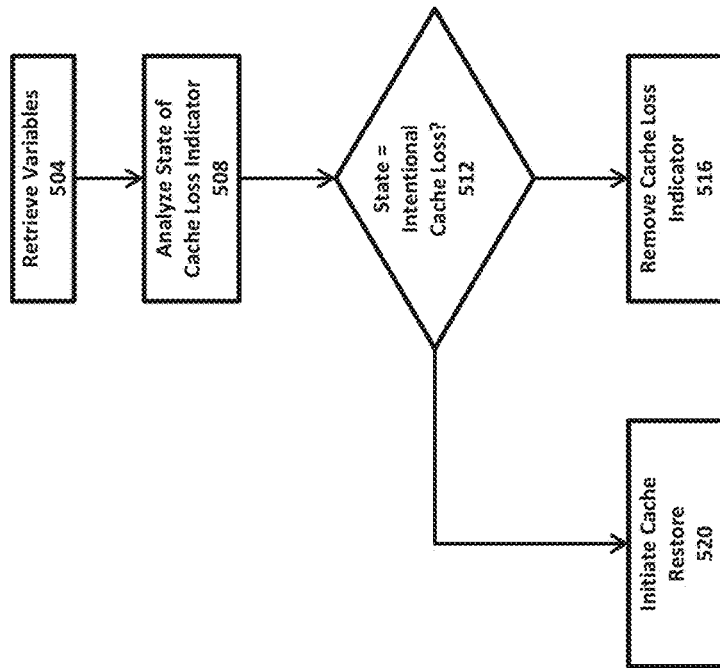 Retrieve Variables
504
Analyze State of
Cache Loss Indicator
508
State =
Intentional
Cache Loss?
512
Remove Cache Loss
Indicator
516
Initiate Cache
Restore
520